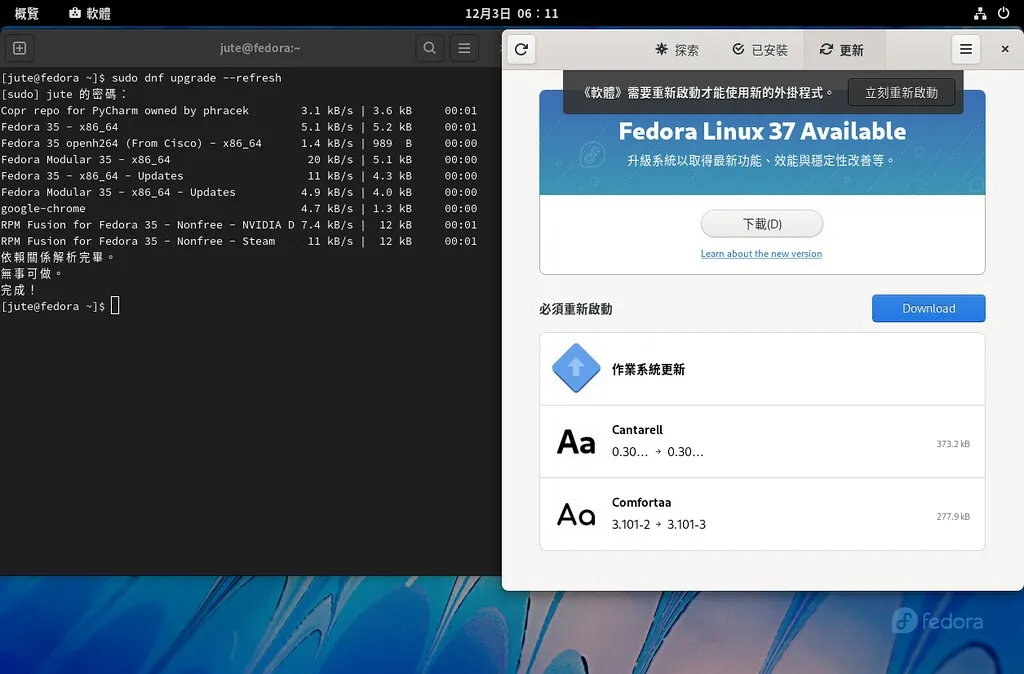 概覽 軟體 12月3日 06：11
jute@fedora:~
[jute@fedora ~]$ sudo dnf upgrade --refresh
[sudo] jute 的密碼：
Copr repo for PyCharm owned by phracek 3.1 kB/s | 3.6 kB 00:01
Fedora 35 - x86_64 5.1 kB/s | 5.2 kB 00:01
Fedora 35 openh264 (From Cisco) - x86_64 1.4 kB/s | 989 B 00:00
Fedora Modular 35 - x86_64 20 kB/s | 5.1 kB 00:00
Fedora 35 - x86_64 - Updates 11 kB/s | 4.3 kB 00:00
Fedora Modular 35 - x86_64 - Updates 4.9 kB/s | 4.0 kB 00:00
google-chrome 4.7 kB/s | 1.3 kB 00:00
RPM Fusion for Fedora 35 - Nonfree - NVIDIA D 7.4 kB/s | 12 kB 00:01
RPM Fusion for Fedora 35 - Nonfree - Steam 11 kB/s | 12 kB 00:01
依賴關係解析完畢。
無事可做。
完成！
[jute@fedora ~]$
探索 已安裝 更新
《軟體》需要重新啟動才能使用新的外掛程式。 立刻重新啟動
Fedora Linux 37 Available
升級系統以取得最新功能、效能與穩定性改善等。
下載(D)
Learn about the new version
必須重新啟動 Download
作業系統更新
Cantarell
0.30… → 0.30… 373.2 kB
Comfortaa
3.101-2 → 3.101-3 277.9 kB
fedora